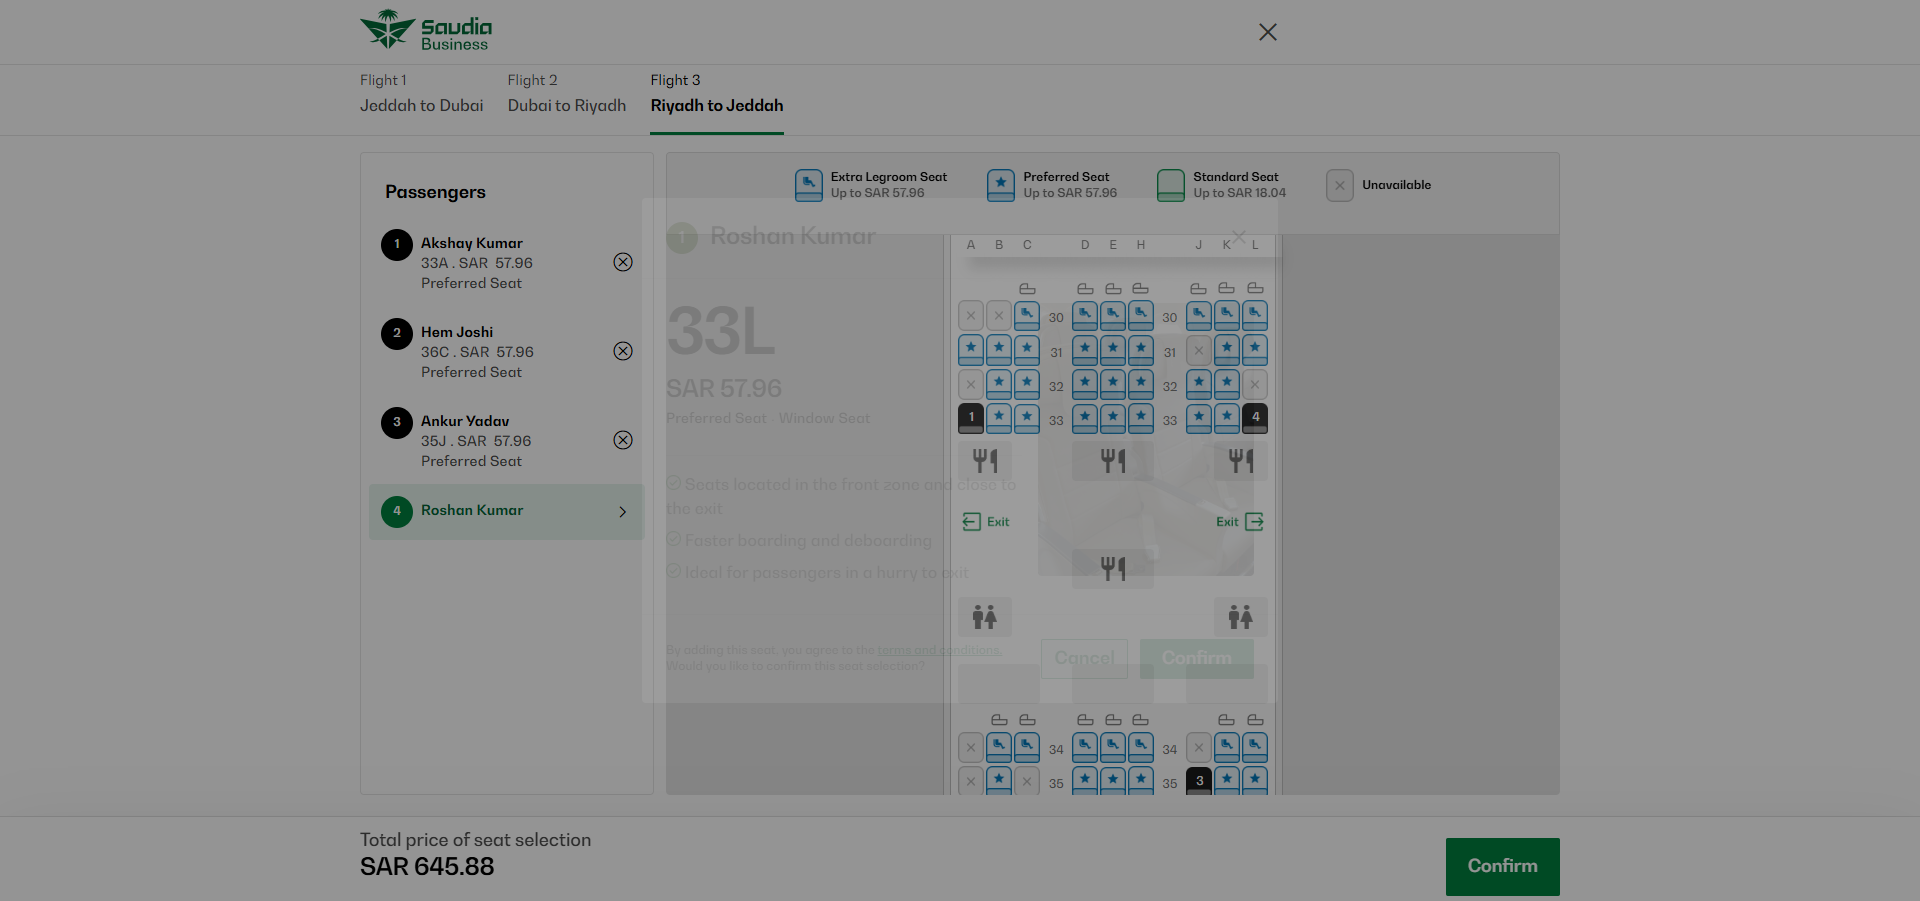 Saudia
Business
Flight 1
Jeddah to Dubai
Flight 2
Dubai to Riyadh
Flight 3
Riyadh to Jeddah
Passengers
1
Akshay Kumar
33A . SAR 57.96
Preferred Seat
2
Hem Joshi
36C . SAR 57.96
Preferred Seat
3
Ankur Yadav
35J . SAR 57.96
Preferred Seat
4
Roshan Kumar
Extra Legroom Seat
Up to SAR 57.96
Preferred Seat
Up to SAR 57.96
Standard Seat
Up to SAR 18.04
Unavailable
1 Roshan Kumar
33L
SAR 57.96
Preferred Seat - Window Seat
Seats located in the front zone and close to
the exit
Faster boarding and deboarding
Ideal for passengers in a hurry to exit
By adding this seat, you agree to the terms and conditions.
Would you like to confirm this seat selection?
Cancel
Confirm
A B C D E H J K L
30 30
31 31
32 32
1 33 33 4
Exit Exit
34 34
35 35 3
Total price of seat selection
SAR 645.88
Confirm